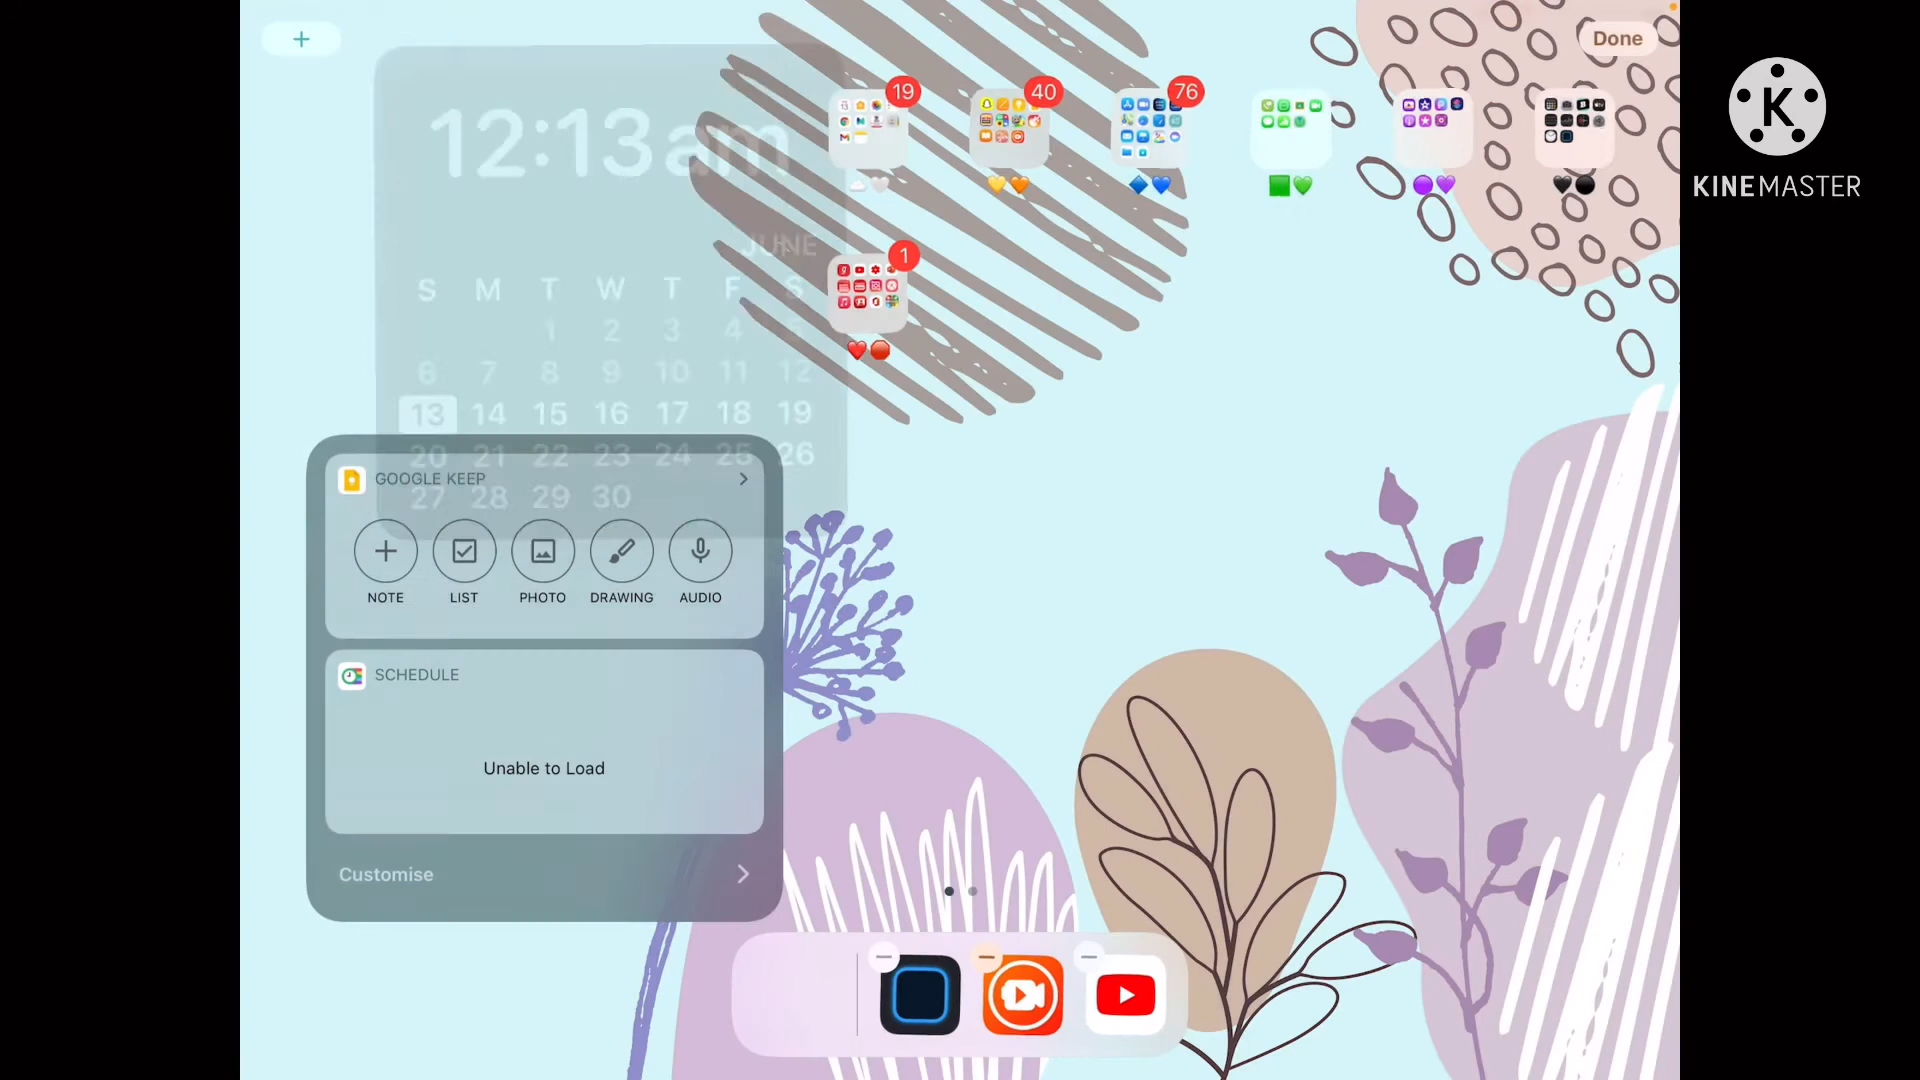 +
Done
12:13am
JUNE
S M T W T F S
1 2 3 4 5
6 7 8 9 10 11 12
13 14 15 16 17 18 19
20 21 22 23 24 25 26
27 28 29 30
19
40
76
1
GOOGLE KEEP
NOTE LIST PHOTO DRAWING AUDIO
SCHEDULE
Unable to Load
Customise
K
KINEMASTER